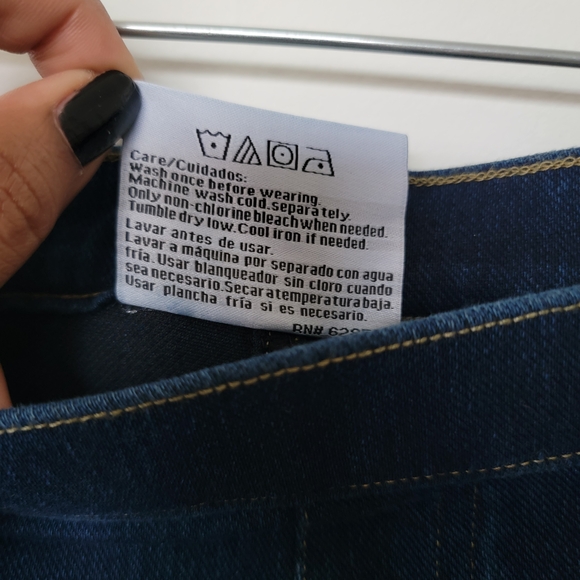 Care/Cuidados:
Wash once before wearing.
Machine wash cold.separately.
Only non-chlorine bleach when needed.
Tumble dry low.Cool iron if needed.
Lavar antes de usar.
Lavar a máquina por separado con agua
fría. Usar blanqueador sin cloro cuando
sea necesario.Secar a temperatura baja.
Usar plancha fría si es necesario.
RN#